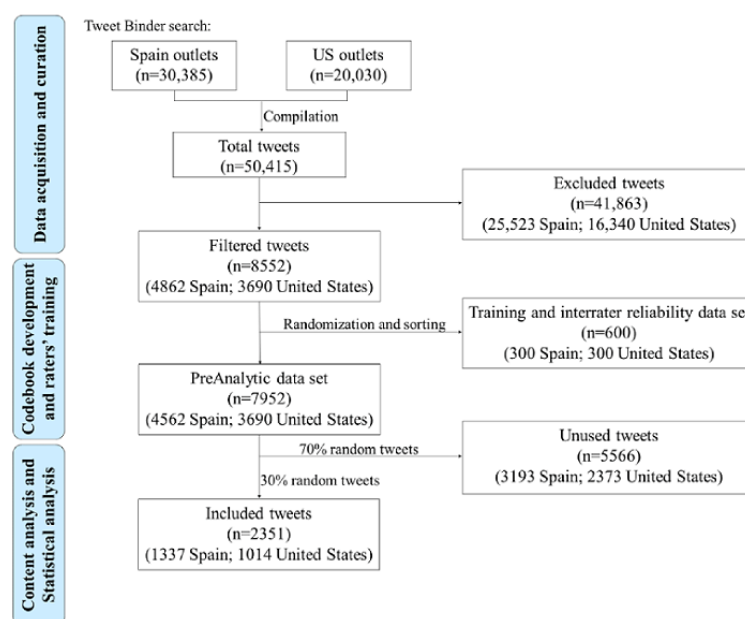 Tweet Binder search:
Spain outlets
(n=30,385)
US outlets
(n=20,030)
Compilation
Total tweets
(n=50,415)
Excluded tweets
(n=41,863)
(25,523 Spain; 16,340 United States)
Filtered tweets
(n=8552)
(4862 Spain; 3690 United States)
Randomization and sorting
Training and interrater reliability data se
(n=600)
(300 Spain; 300 United States)
PreAnalytic data set
(n=7952)
(4562 Spain; 3690 United States)
70% random tweets
Unused tweets
(n=5566)
(3193 Spain; 2373 United States)
30% random tweets
Included tweets
(n=2351)
(1337 Spain; 1014 United States)
Data acquisition and curation
Codebook development
and raters’ training
Content analysis and
Statistical analysis